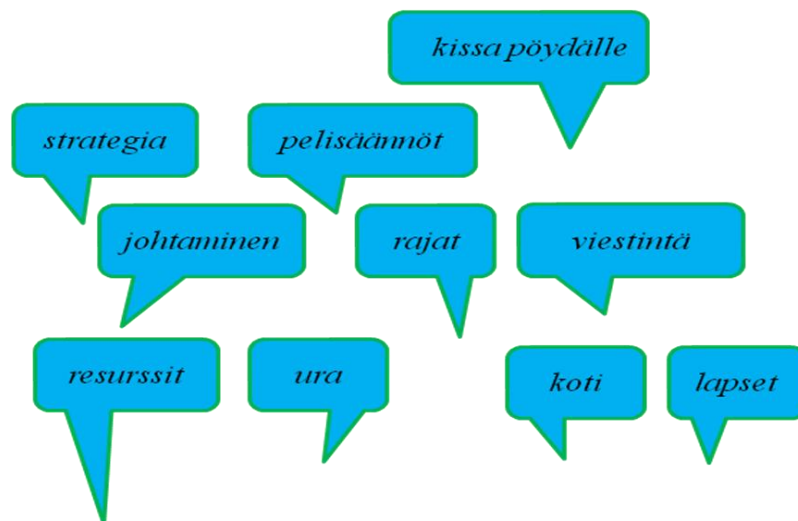 kissa pöydälle
strategia
pelisäännöt
johtaminen
rajat
viestintä
resurssit
ura
koti
lapset